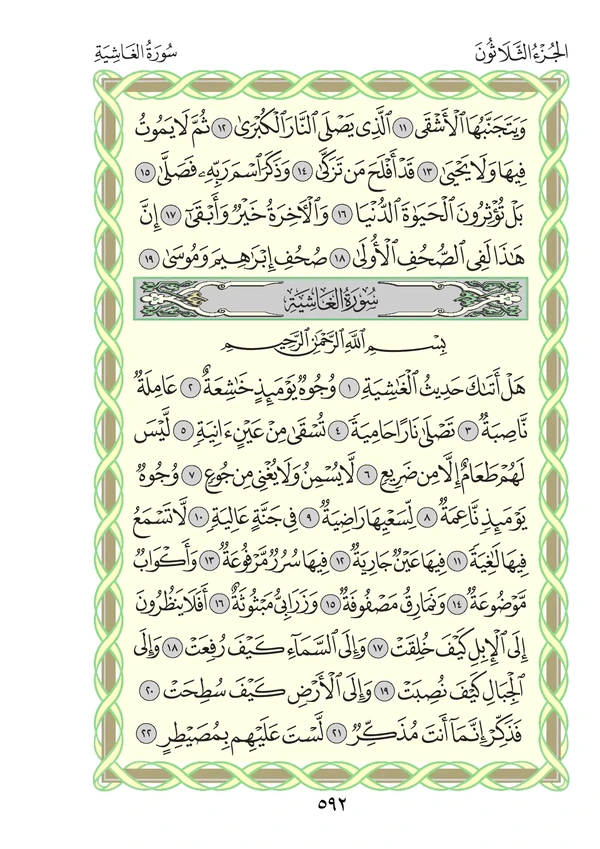 الجُزْءُ الثَّلَاثُونَ
سُورَةُ الغَاشِيَةِ
وَيَتَجَنَّبُهَا ٱلْأَشْقَى ١١ ٱلَّذِى يَصْلَى ٱلنَّارَ ٱلْكُبْرَىٰ ١٢ ثُمَّ لَا يَمُوتُ
فِيهَا وَلَا يَحْيَىٰ ١٣ قَدْ أَفْلَحَ مَن تَزَكَّىٰ ١٤ وَذَكَرَ ٱسْمَ رَبِّهِۦ فَصَلَّىٰ ١٥
بَلْ تُؤْثِرُونَ ٱلْحَيَوٰةَ ٱلدُّنْيَا ١٦ وَٱلْأَخِرَةُ خَيْرٌ وَأَبْقَىٰٓ ١٧ إِنَّ
هَـٰذَا لَفِى ٱلصُّحُفِ ٱلْأُولَىٰ ١٨ صُحُفِ إِبْرَٰهِيمَ وَمُوسَىٰ ١٩
سُورَةُ الغَاشِيَةِ
بِسْمِ ٱللَّهِ ٱلرَّحْمَـٰنِ ٱلرَّحِيمِ
هَلْ أَتَىٰكَ حَدِيثُ ٱلْغَـٰشِيَةِ ١ وُجُوهٌ يَوْمَئِذٍ خَـٰشِعَةٌ ٢ عَامِلَةٌ
نَّاصِبَةٌ ٣ تَصْلَىٰ نَارًا حَامِيَةً ٤ تُسْقَىٰ مِنْ عَيْنٍ ءَانِيَةٍ ٥ لَّيْسَ
لَهُمْ طَعَامٌ إِلَّا مِن ضَرِيعٍ ٦ لَّا يُسْمِنُ وَلَا يُغْنِى مِن جُوعٍ ٧ وُجُوهٌ
يَوْمَئِذٍ نَّاعِمَةٌ ٨ لِّسَعْيِهَا رَاضِيَةٌ ٩ فِى جَنَّةٍ عَالِيَةٍ ١٠ لَّا تَسْمَعُ
فِيهَا لَـٰغِيَةً ١١ فِيهَا عَيْنٌ جَارِيَةٌ ١٢ فِيهَا سُرُرٌ مَّرْفُوعَةٌ ١٣ وَأَكْوَابٌ
مَّوْضُوعَةٌ ١٤ وَنَمَارِقُ مَصْفُوفَةٌ ١٥ وَزَرَابِىُّ مَبْثُوثَةٌ ١٦ أَفَلَا يَنظُرُونَ
إِلَى ٱلْإِبِلِ كَيْفَ خُلِقَتْ ١٧ وَإِلَى ٱلسَّمَآءِ كَيْفَ رُفِعَتْ ١٨ وَإِلَى
ٱلْجِبَالِ كَيْفَ نُصِبَتْ ١٩ وَإِلَى ٱلْأَرْضِ كَيْفَ سُطِحَتْ ٢٠
فَذَكِّرْ إِنَّمَآ أَنتَ مُذَكِّرٌ ٢١ لَّسْتَ عَلَيْهِم بِمُصَيْطِرٍ ٢٢
٥٩٢